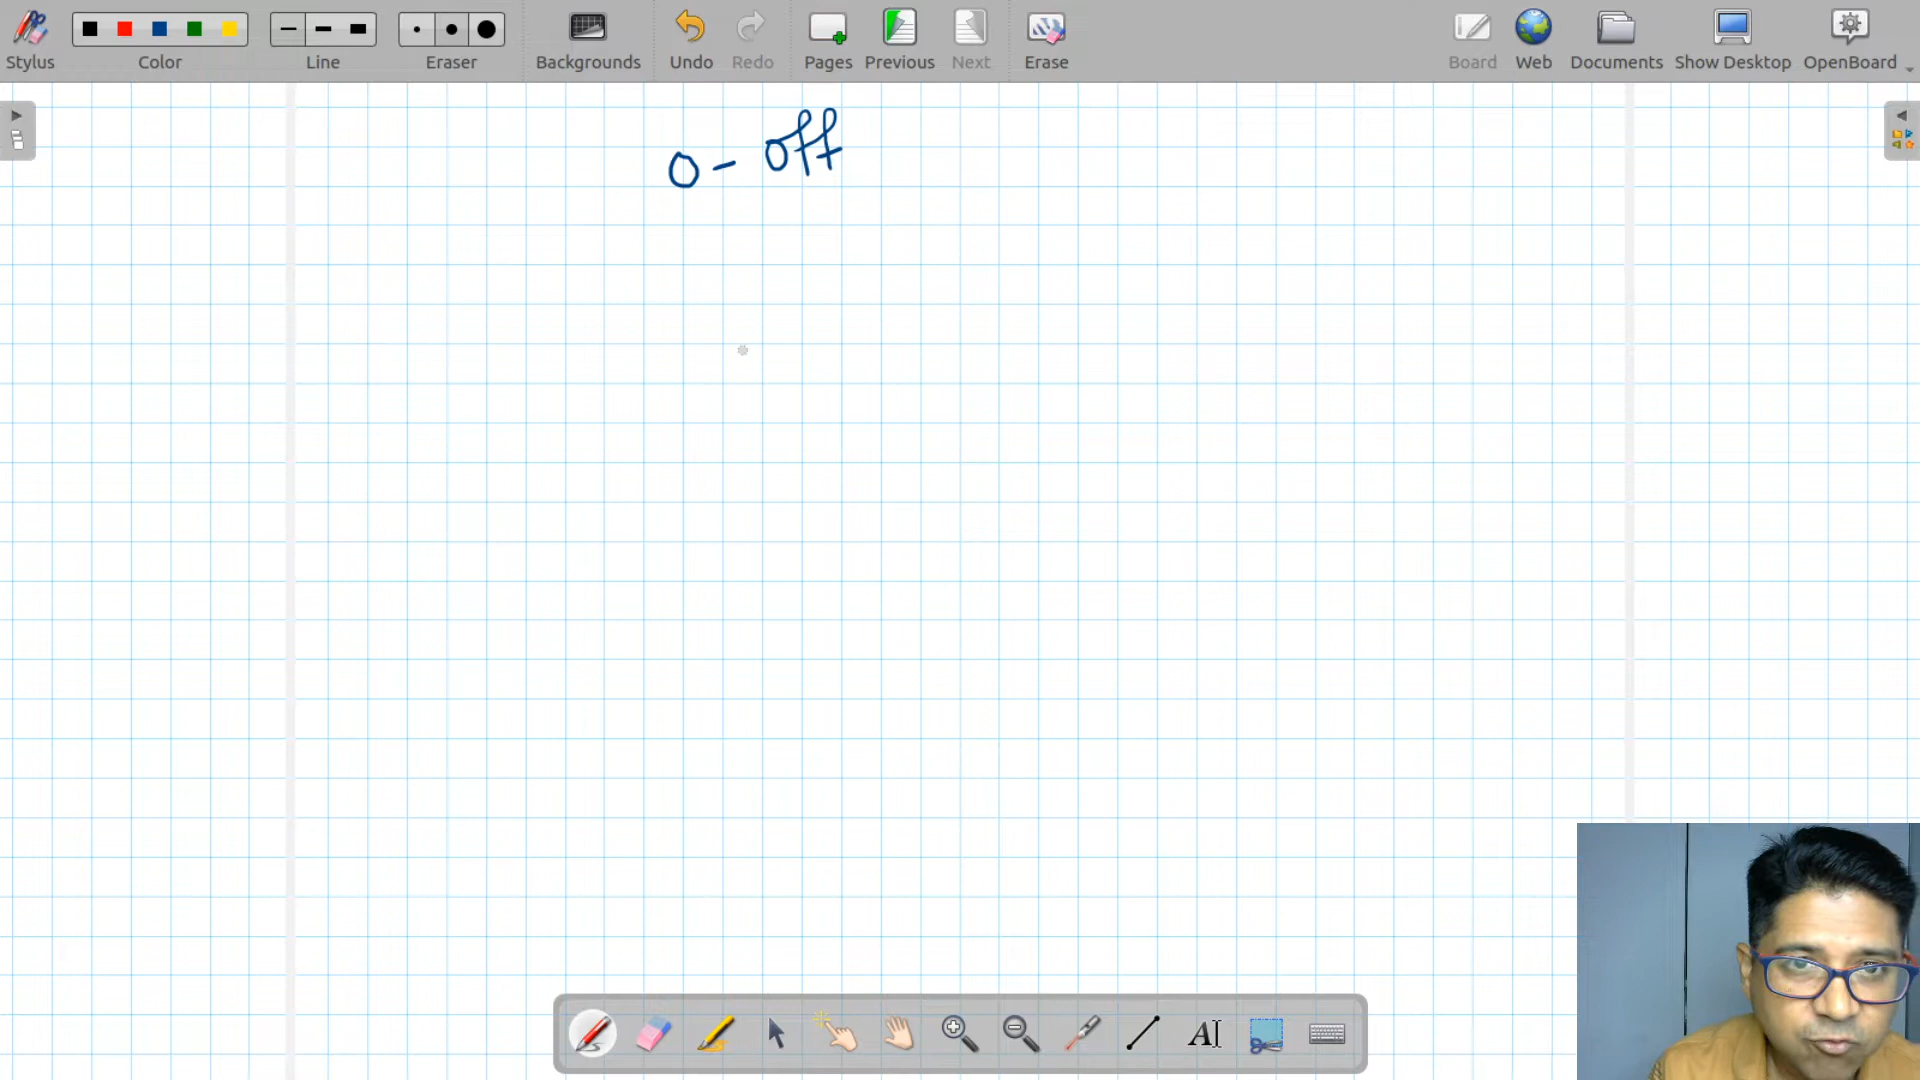 Stylus
Color
Line
Eraser
Backgrounds
Undo
Redo
Pages
Previous
Next
Erase
Board
Web
Documents
Show Desktop
OpenBoard
0 - off
AI